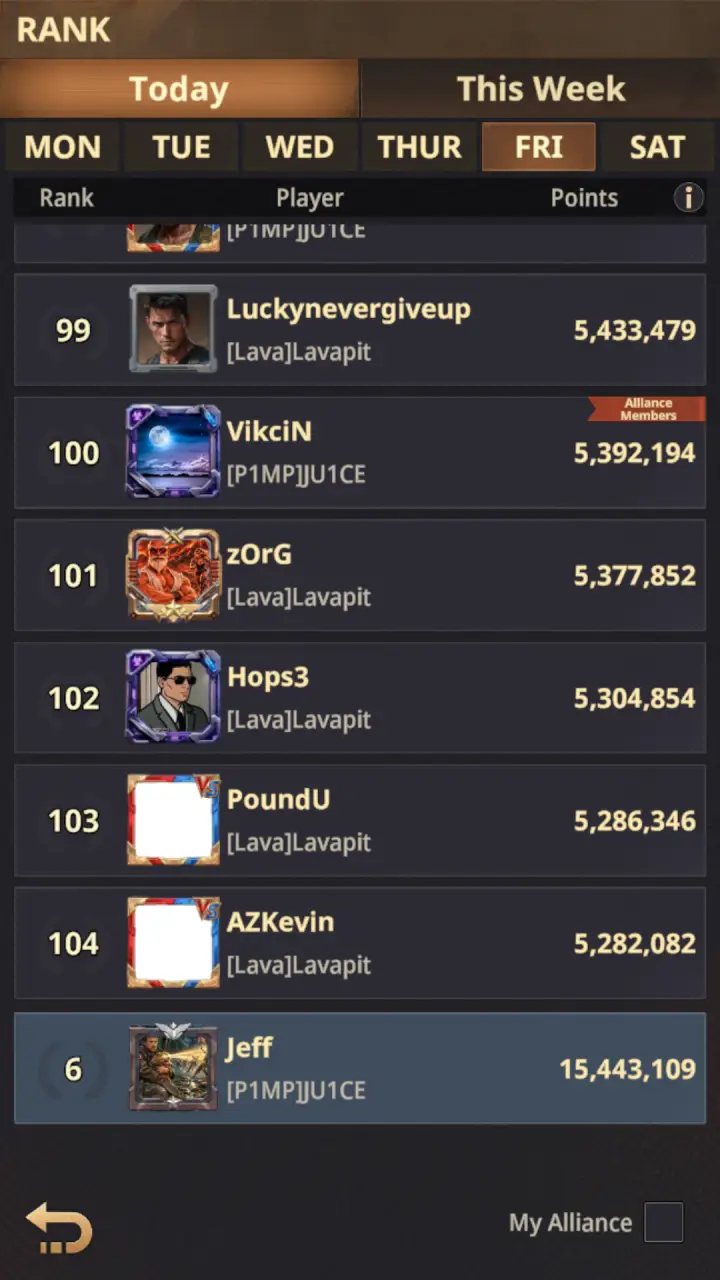 RANK
Today
This Week
MON TUE WED THUR FRI SAT
Rank Player Points
[P1MP]JU1CE
99
Luckynevergiveup
[Lava]Lavapit
5,433,479
Alliance
Members
100
VikciN
[P1MP]JU1CE
5,392,194
101
zOrG
[Lava]Lavapit
5,377,852
102
Hops3
[Lava]Lavapit
5,304,854
103
PoundU
[Lava]Lavapit
5,286,346
104
AZKevin
[Lava]Lavapit
5,282,082
6
Jeff
[P1MP]JU1CE
15,443,109
My Alliance